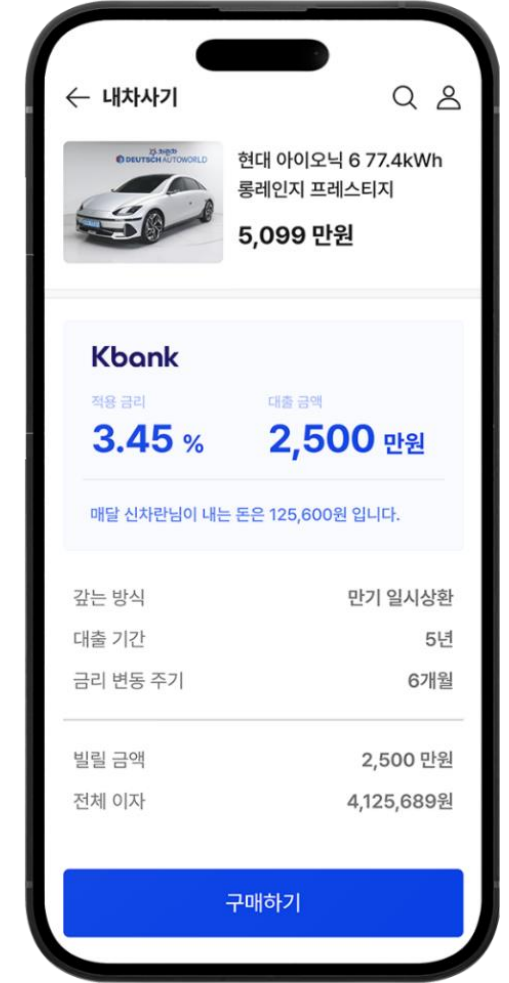 ← 내차사기
차란차
DEUTSCH AUTOWORLD
현대 아이오닉 6 77.4kWh
롱레인지 프레스티지
5,099 만원
Kbank
적용 금리 대출 금액
3.45 % 2,500 만원
매달 신차란님이 내는 돈은 125,600원 입니다.
갚는 방식 만기 일시상환
대출 기간 5년
금리 변동 주기 6개월
빌릴 금액 2,500 만원
전체 이자 4,125,689원
구매하기